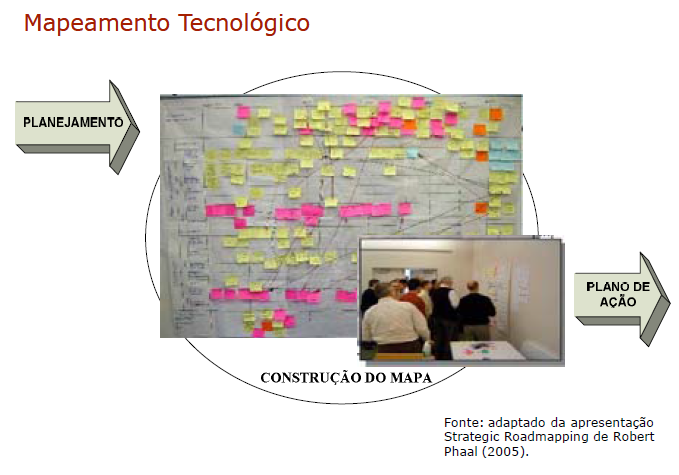 Mapeamento Tecnológico
PLANEJAMENTO
PLANO DE
AÇÃO
CONSTRUÇÃO DO MAPA
Fonte: adaptado da apresentação
Strategic Roadmapping de Robert
Phaal (2005).